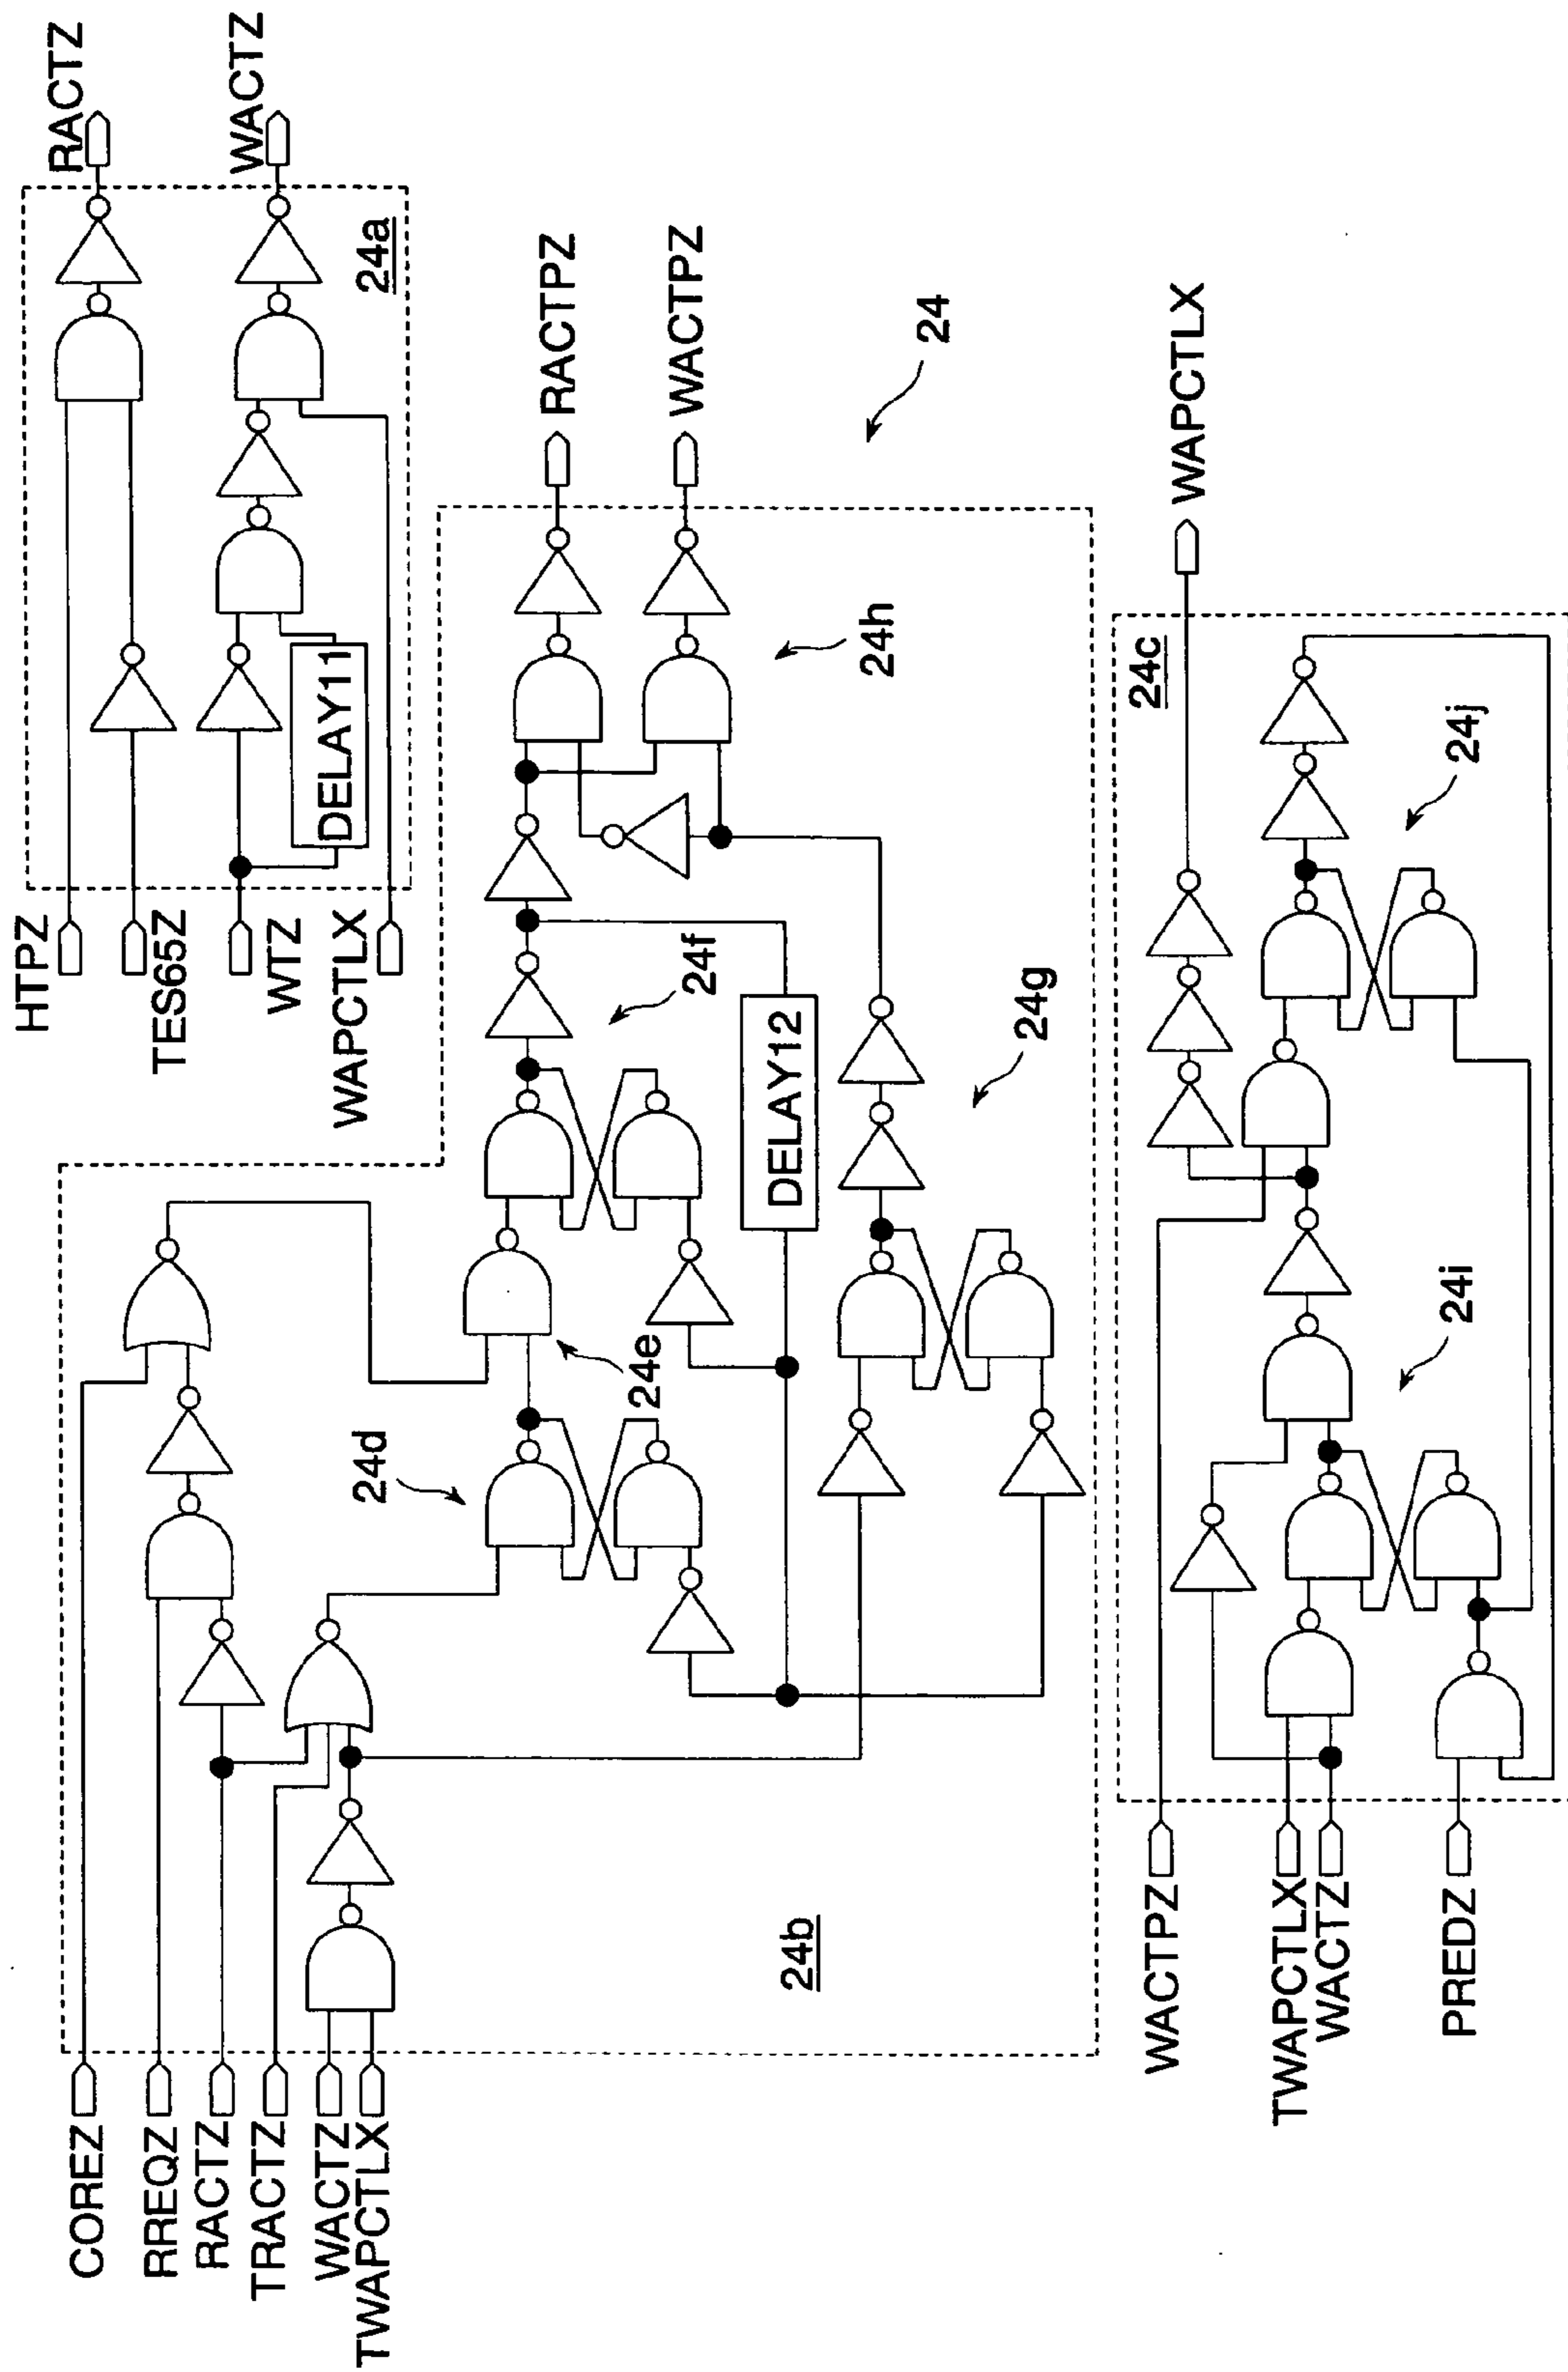 HTPZ
TES65Z
WTZ
WAPCTLX
DELAY11
24a
RACTZ
WACTZ
COREZ
RREQZ
RACTZ
TRACTZ
WACTZ
TWAPCTLX
24b
24d
24e
24f
DELAY12
24g
24h
RACTPZ
WACTPZ
24
WACTPZ
TWAPCTLX
WACTZ
PREDZ
24i
24j
24c
WAPCTLX